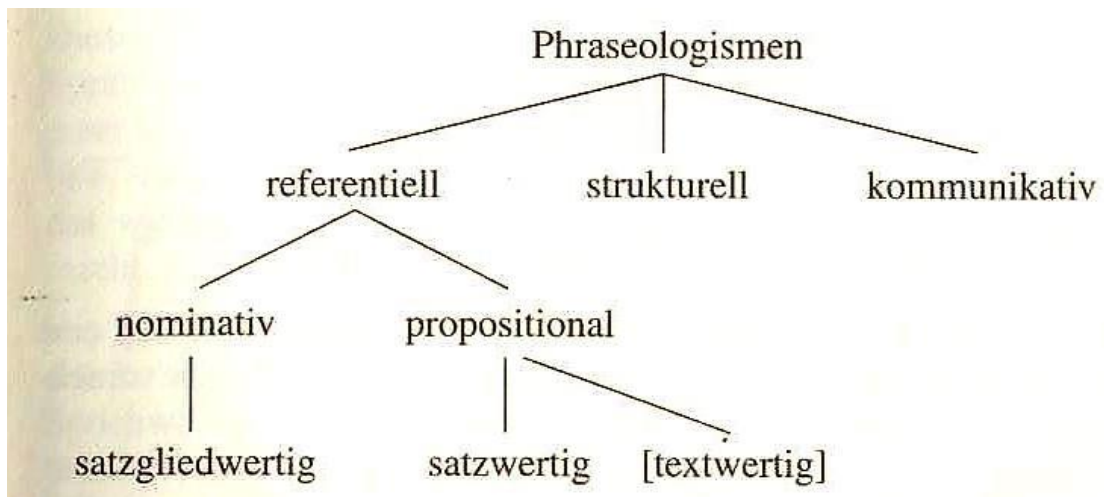 Phraseologismen
referentiell strukturell kommunikativ
nominativ propositional
satzgliedwertig satzwertig [textwertig]